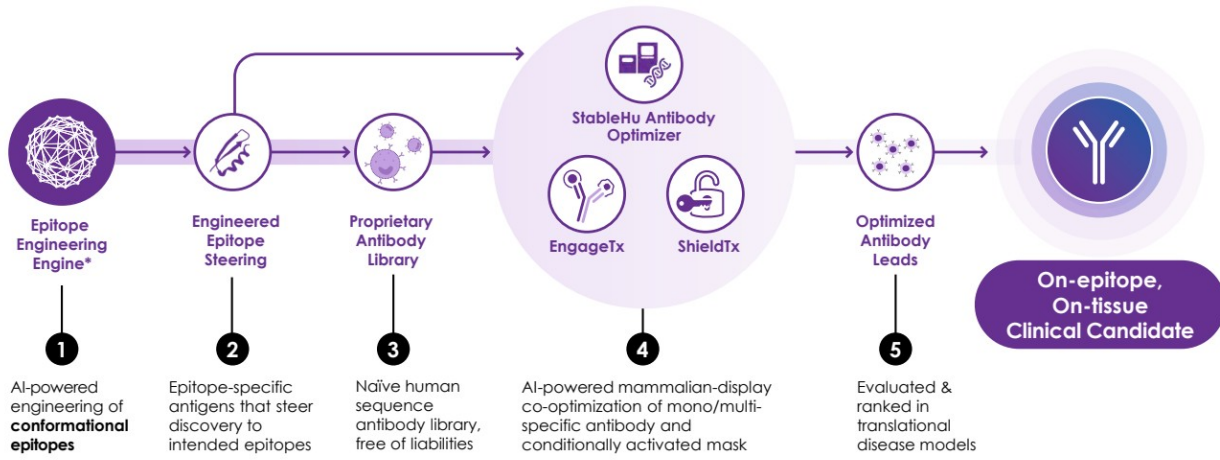 StableHu Antibody
Optimizer
EngageTx
ShieldTx
Epitope
Engineering
Engine*
Engineered
Epitope
Steering
Proprietary
Antibody
Library
Optimized
Antibody
Leads
On-epitope,
On-tissue
Clinical Candidate
1
AI-powered
engineering of
conformational
epitopes
2
Epitope-specific
antigens that steer
discovery to
intended epitopes
3
Naïve human
sequence
antibody library,
free of liabilities
4
AI-powered mammalian-display
co-optimization of mono/multi-
specific antibody and
conditionally activated mask
5
Evaluated &
ranked in
translational
disease models